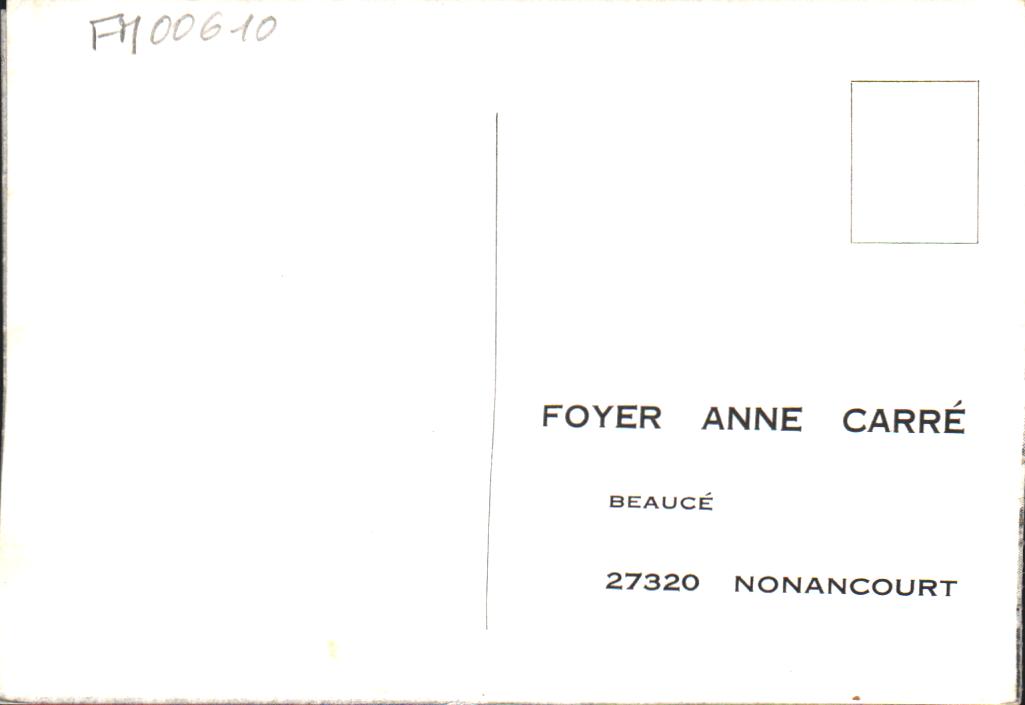 FM00610
FOYER ANNE CARRÉ
BEAUCÉ
27320 NONANCOURT